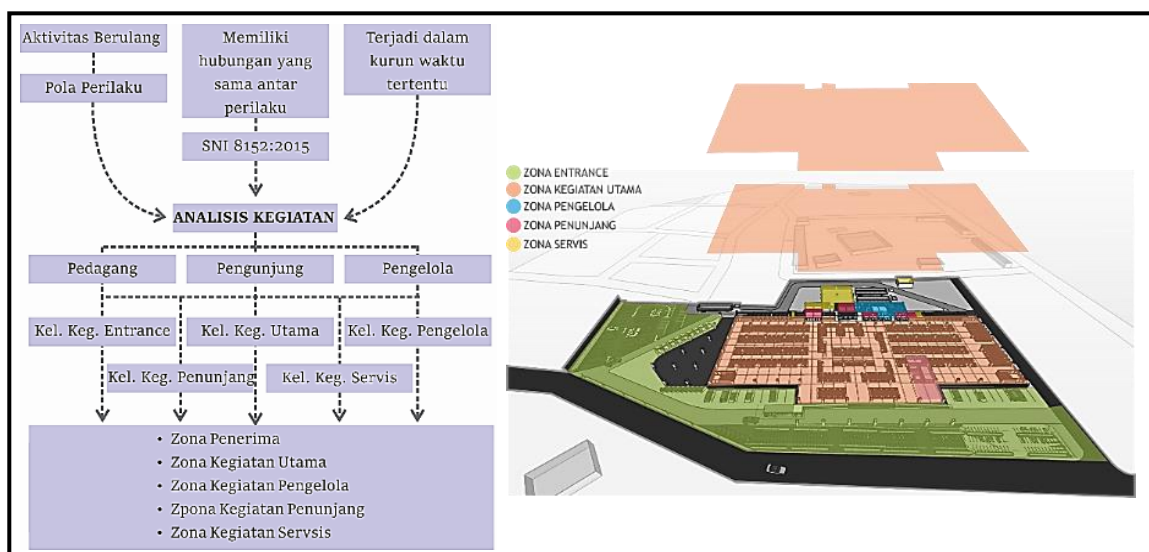 Aktivitas Berulang
Memiliki
hubungan yang
sama antar
perilaku
Terjadi dalam
kurun waktu
tertentu
Pola Perilaku
SNI 8152:2015
ANALISIS KEGIATAN
Pedagang
Pengunjung
Pengelola
Kel. Keg. Entrance
Kel. Keg. Utama
Kel. Keg. Pengelola
Kel. Keg. Penunjang
Kel. Keg. Servis
• Zona Penerima
• Zona Kegiatan Utama
• Zona Kegiatan Pengelola
• Zpona Kegiatan Penunjang
• Zona Kegiatan Servsis
ZONA ENTRANCE
ZONA KEGIATAN UTAMA
ZONA PENGELOLA
ZONA PENUNJANG
ZONA SERVIS